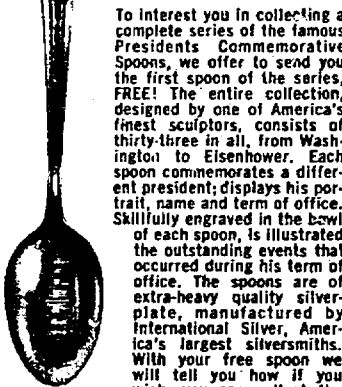 To interest you in collecting a
complete series of the famous
Presidents Commemorative
Spoons, we offer to send you
the first spoon of the series,
FREE! The entire collection,
designed by one of America's
finest sculptors, consists of
thirty-three in all, from Wash-
ington to Eisenhower. Each
spoon commemorates a differ-
ent president; displays his por-
trait, name and term of office.
Skillfully engraved in the bowl
of each spoon, is illustrated
the outstanding events that
occurred during his term of
office. The spoons are of
extra-heavy quality silver-
plate, manufactured by
International Silver, Amer-
ica's largest silversmiths.
With your free spoon we
will tell you how if you